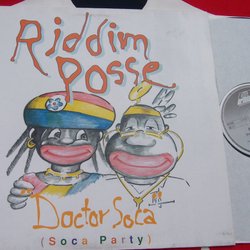 Riddim
Posse
Doctor Soca
(Soca Party)